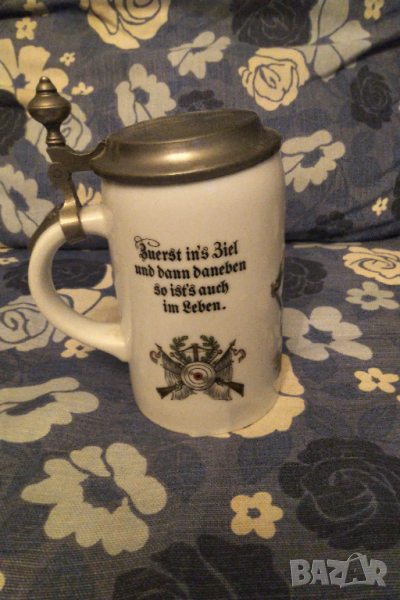 Zuerst in's Ziel
und dann daneben
so ist's auch
im Leben.
BAZAR